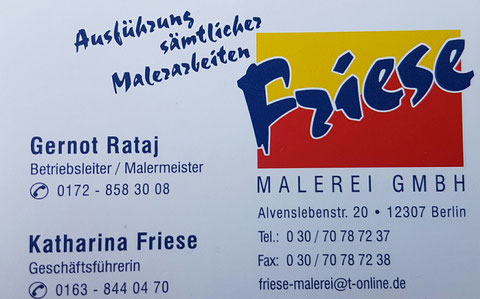 Ausführung
sämtlicher
Malerarbeiten
Friese
MALEREI GMBH
Gernot Rataj
Betriebsleiter / Malermeister
0172 - 858 30 08
Katharina Friese
Geschäftsführerin
0163 - 844 04 70
Alvenslebenstr. 20 • 12307 Berlin
Tel.: 0 30 / 70 78 72 37
Fax: 0 30 / 70 78 72 38
friese-malerei@t-online.de